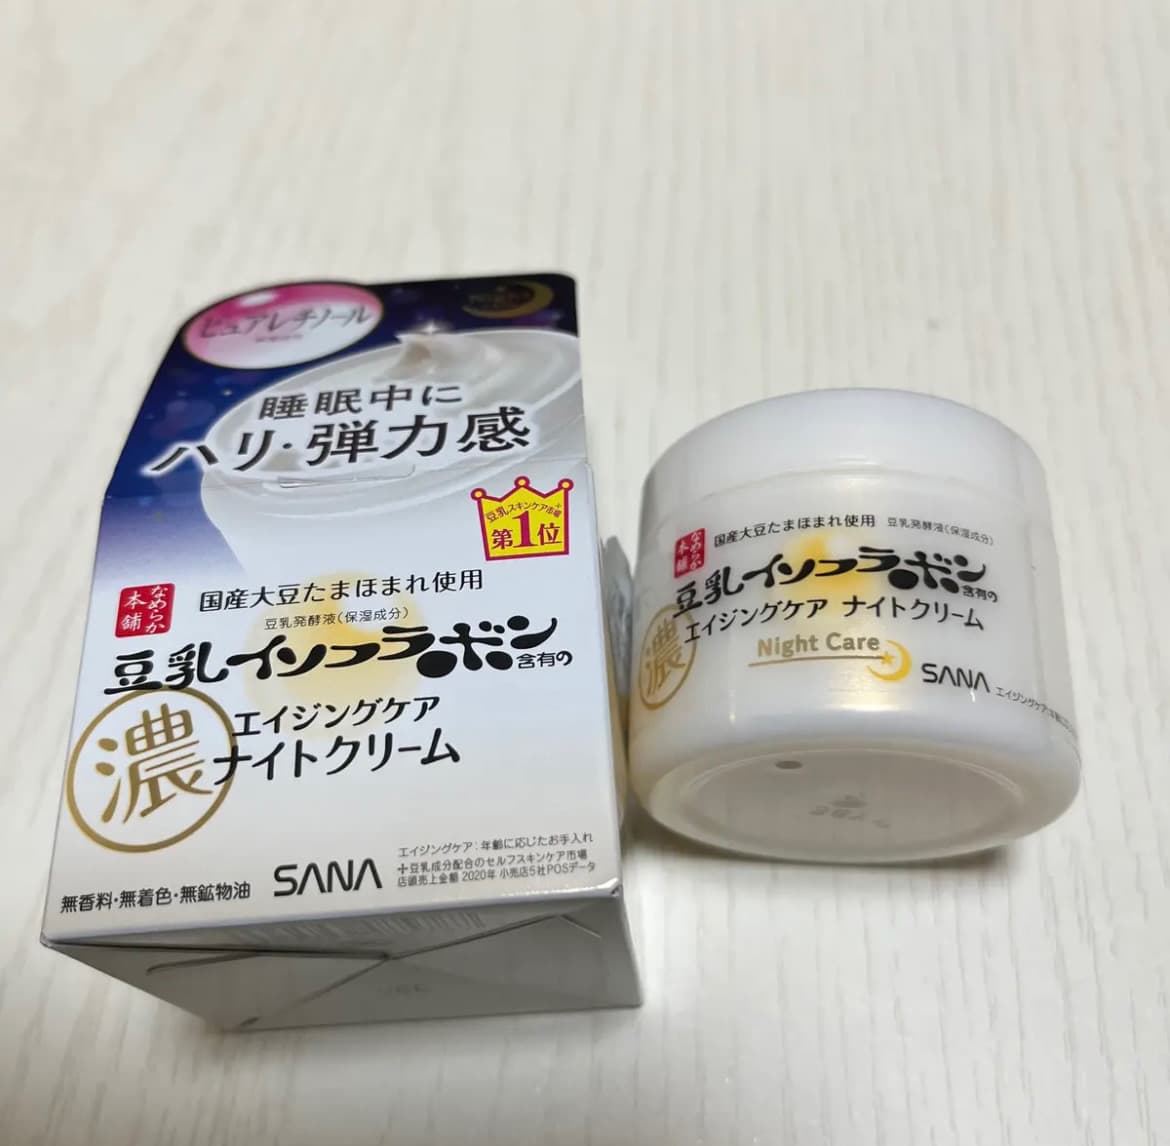 ピュアレチノール
睡眠中に
ハリ・弾力感
豆乳スキンケア市場
第1位
なめらか
本舗
国産大豆たまほまれ使用
豆乳発酵液(保湿成分)
豆乳イソフラボン含有の
濃
エイジングケア
ナイトクリーム
エイジングケア:年齢に応じたお手入れ
豆乳成分配合のセルフスキンケア市場
店頭売上金額 2020年 小売店5社POSデータ
無香料・無着色・無鉱物油
SANA
なめらか
本舗
国産大豆たまほまれ使用 豆乳発酵液(保湿成分)
豆乳イソフラボン含有の
濃
エイジングケア ナイトクリーム
Night Care
SANA
エイジングケア:年齢に